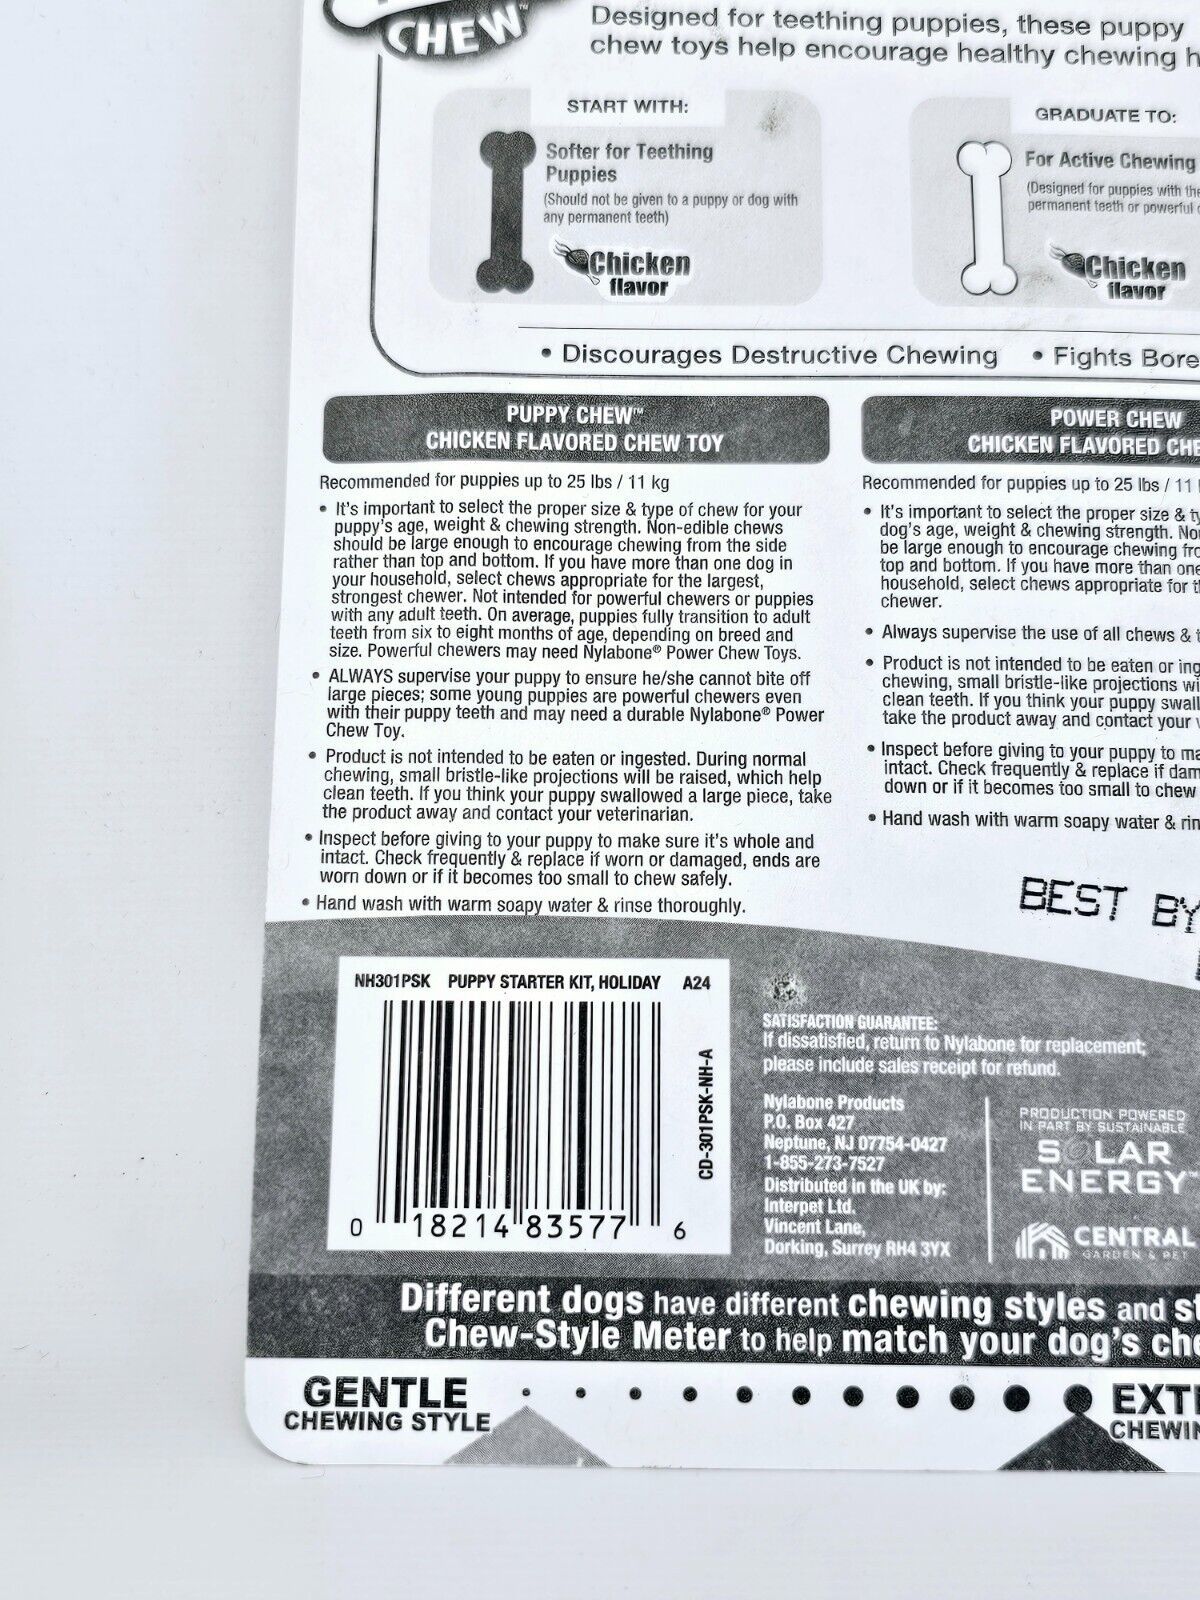 CHEW™
Designed for teething puppies, these puppy
chew toys help encourage healthy chewing
START WITH:
Softer for Teething
Puppies
(Should not be given to a puppy or dog with
any permanent teeth)
Chicken
flavor
GRADUATE TO:
For Active Chewing
(Designed for puppies with
permanent teeth or powerful
Chicken
flavor
• Discourages Destructive Chewing • Fights
PUPPY CHEW™
CHICKEN FLAVORED CHEW TOY
Recommended for puppies up to 25 lbs / 11 kg
• It's important to select the proper size & type of chew for your
puppy's age, weight & chewing strength. Non-edible chews
should be large enough to encourage chewing from the side
rather than top and bottom. If you have more than one dog in
your household, select chews appropriate for the largest,
strongest chewer. Not intended for powerful chewers or puppies
with any adult teeth. On average, puppies fully transition to adult
teeth from six to eight months of age, depending on breed and
size. Powerful chewers may need Nylabone® Power Chew Toys.
• ALWAYS supervise your puppy to ensure he/she cannot bite off
large pieces; some young puppies are powerful chewers even
with their puppy teeth and may need a durable Nylabone® Power
Chew Toy.
• Product is not intended to be eaten or ingested. During normal
chewing, small bristle-like projections will be raised, which help
clean teeth. If you think your puppy swallowed a large piece, take
the product away and contact your veterinarian.
• Inspect before giving to your puppy to make sure it's whole and
intact. Check frequently & replace if worn or damaged, ends are
worn down or if it becomes too small to chew safely.
• Hand wash with warm soapy water & rinse thoroughly.
POWER CHEW
CHICKEN FLAVORED
Recommended for puppies up to 25 lbs / 11
• It's important to select the proper size &
dog's age, weight & chewing strength.
be large enough to encourage chewing
top and bottom. If you have more than one
household, select chews appropriate for
chewer.
• Always supervise the use of all chews &
• Product is not intended to be eaten or
chewing, small bristle-like projections
clean teeth. If you think your puppy
take the product away and contact your
• Inspect before giving to your puppy to
intact. Check frequently & replace if
down or if it becomes too small to chew
• Hand wash with warm soapy water &
BEST BY
NH301PSK PUPPY STARTER KIT, HOLIDAY A24
CD-301PSK-NH-A
0 18214 83577 6
SATISFACTION GUARANTEE:
If dissatisfied, return to Nylabone for replacement;
please include sales receipt for refund.
Nylabone Products
P.O. Box 427
Neptune, NJ 07754-0427
1-855-273-7527
Distributed in the UK by:
Interpet Ltd.
Vincent Lane,
Dorking, Surrey RH4 3YX
PRODUCTION POWERED
IN PART BY SUSTAINABLE
SOLAR
ENERGY
CENTRAL
GARDEN & PET
Different dogs have different chewing styles and
Chew-Style Meter to help match your dog's
GENTLE
CHEWING STYLE